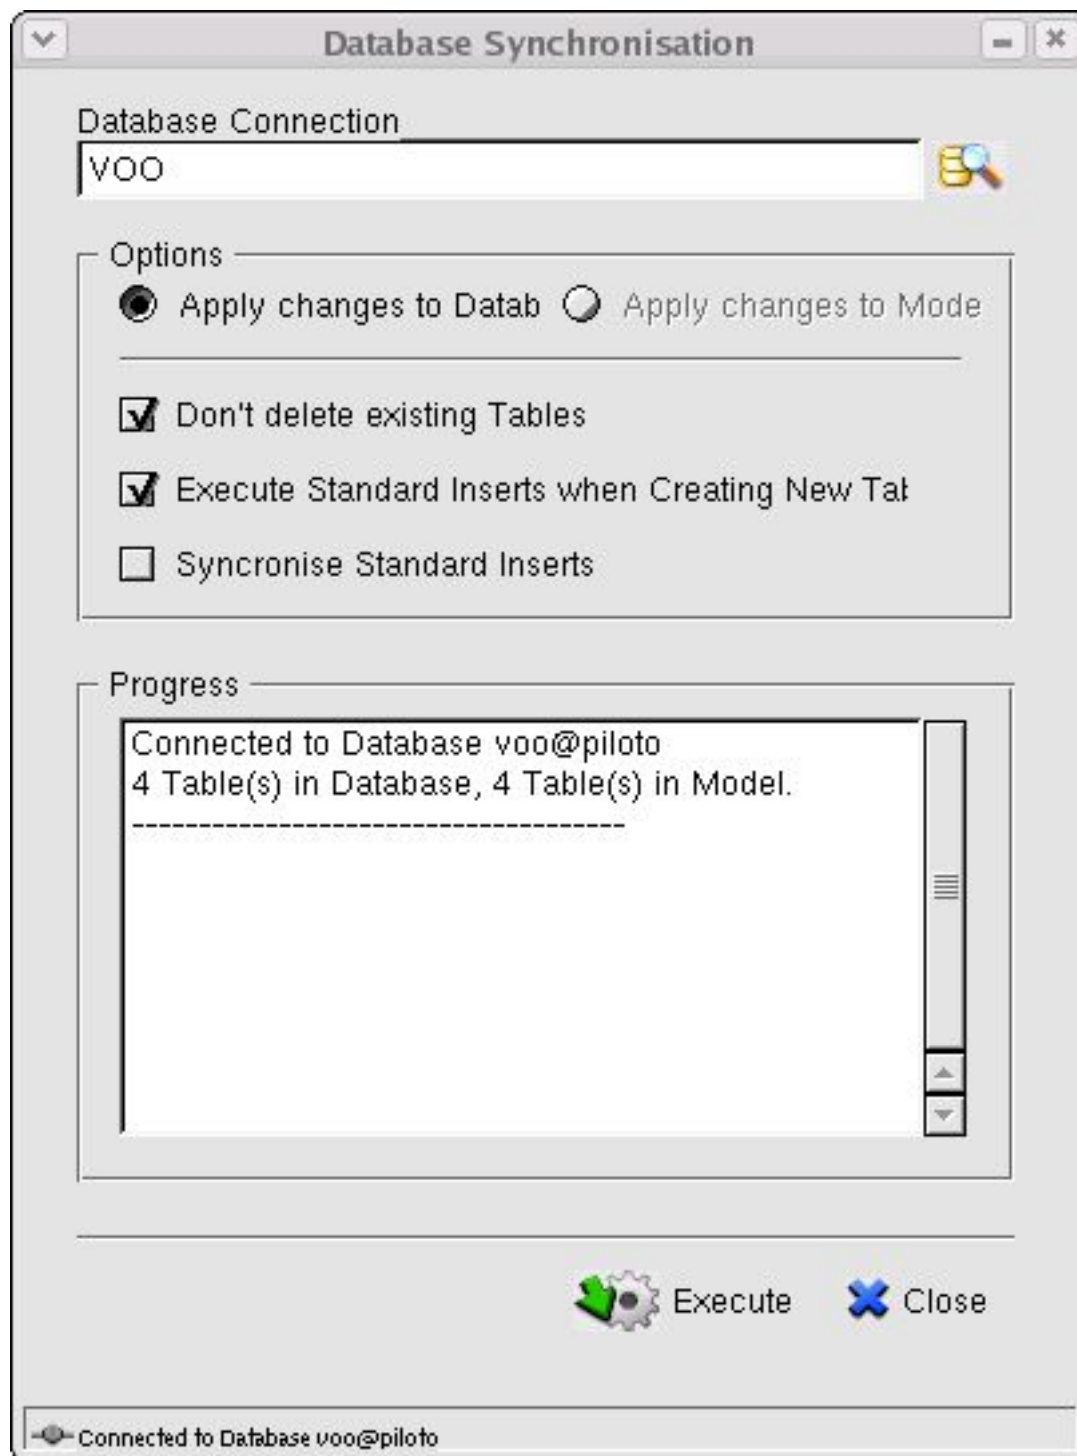 Database Synchronisation
Database Connection
VOO
Options
Apply changes to Datab Apply changes to Mode
Don't delete existing Tables
Execute Standard Inserts when Creating New Tab
Syncronise Standard Inserts
Progress
Connected to Database voo@piloto
4 Table(s) in Database, 4 Table(s) in Model.
-------------------------------------
Execute Close
Connected to Database voo@piloto